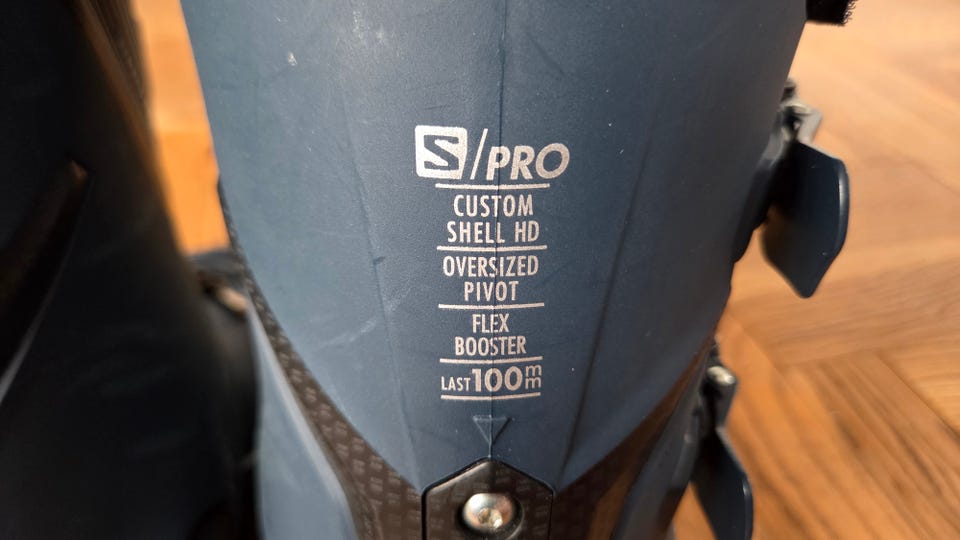 S/PRO
CUSTOM
SHELL HD
OVERSIZED
PIVOT
FLEX
BOOSTER
LAST 100mm